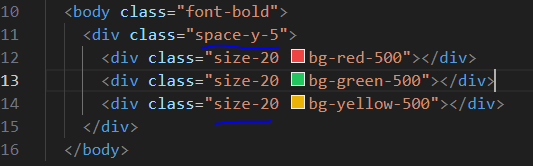 10 <body class="font-bold">
11 <div class="space-y-5">
12 <div class="size-20 bg-red-500"></div>
13 <div class="size-20 bg-green-500"></div>
14 <div class="size-20 bg-yellow-500"></div>
15 </div>
16 </body>